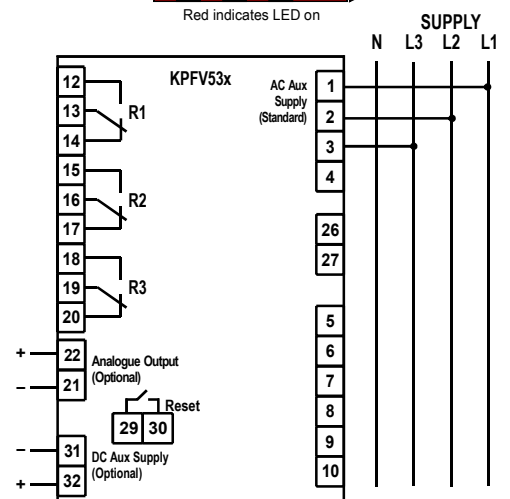 Red indicates LED on
SUPPLY
N L3 L2 L1
KPFV53x
AC Aux
Supply
(Standard)
12
13
14
R1
15
16
17
R2
18
19
20
R3
1
2
3
4
26
27
5
6
7
8
9
10
+ 22
– 21
Analogue Output
(Optional)
Reset
29 30
– 31
+ 32
DC Aux Supply
(Optional)